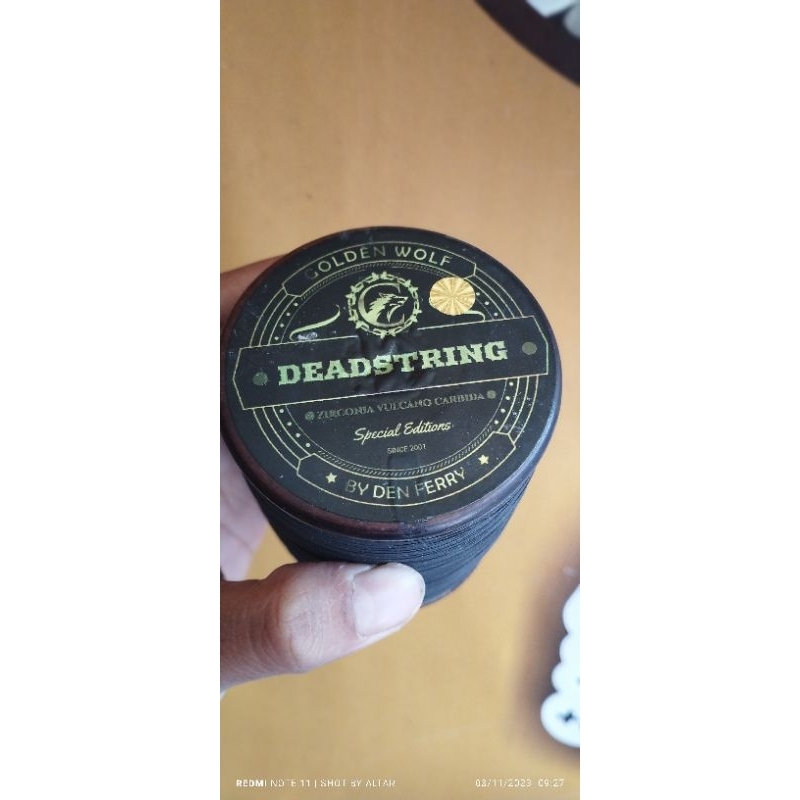 GOLDEN WOLF
DEADSTRING
ZIRCONIA VULCANO CARBIDA
Special Editions
SINCE 2001
BY DEN FERRY
REDMI NOTE 11 | SHOT BY ALTAR
03/11/2023 09:27